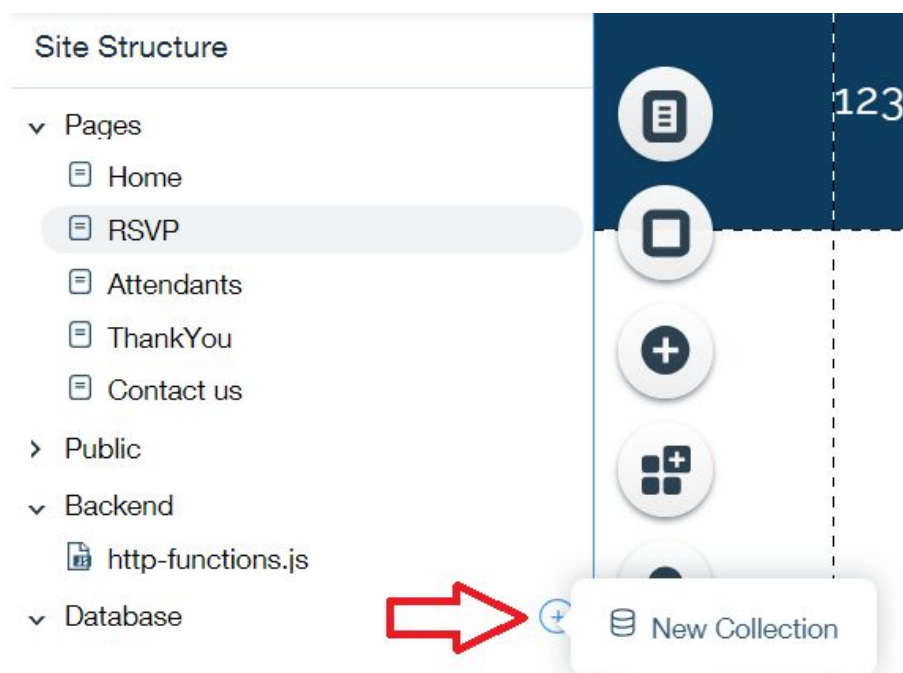 Site Structure
Pages
Home
RSVP
Attendants
ThankYou
Contact us
Public
Backend
http-functions.js
Database
New Collection
123